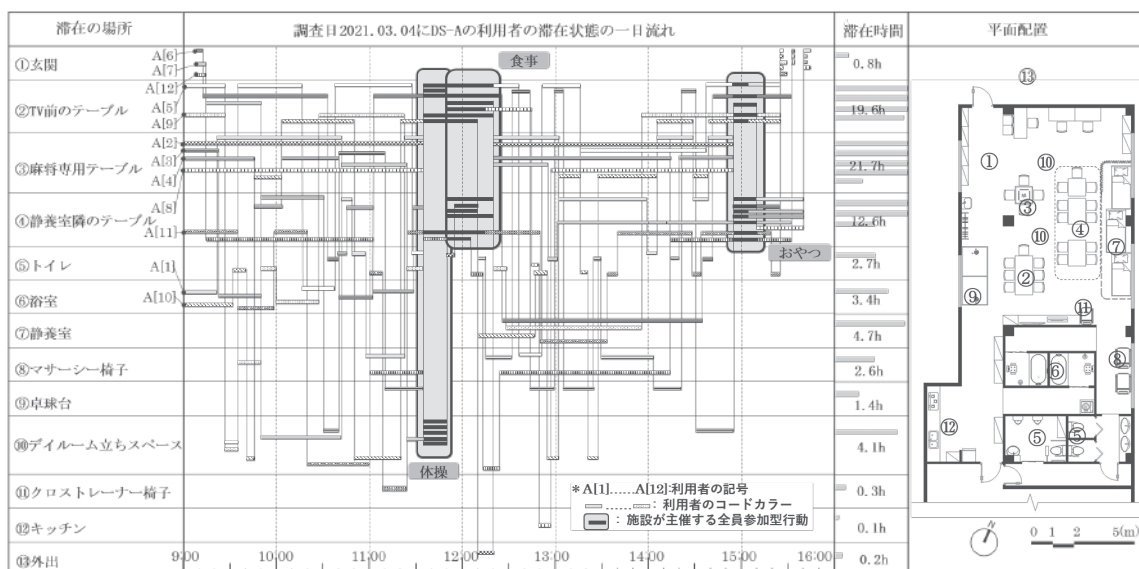 滞在の場所
調査日2021.03.04にDS-Aの利用者の滞在状態の一日流れ
滞在時間
平面配置
①玄関
A[6]
A[7]
A[12]
食事
0.8h
②TV前のテーブル
A[5]
A[9]
19.6h
③麻将専用テーブル
A[2]
A[3]
A[4]
21.7h
④静養室隣のテーブル
A[8]
A[11]
12.6h
おやつ
⑤トイレ
A[1]
2.7h
⑥浴室
A[10]
3.4h
⑦静養室
4.7h
⑧マサーシー椅子
2.6h
⑨卓球台
1.4h
⑩デイルーム立ちスペース
4.1h
体操
⑪クロストレーナー椅子
0.3h
*A[1]......A[12]:利用者の記号
:利用者のコードカラー
:施設が主催する全員参加型行動
⑫キッチン
0.1h
⑬外出
0.2h
9:00 10:00 11:00 12:00 13:00 14:00 15:00 16:00
⑬
①
⑩
③
④
⑩
⑦
②
⑨
⑪
⑧
⑥
⑫
⑤
⑤
N
0 1 2 5(m)